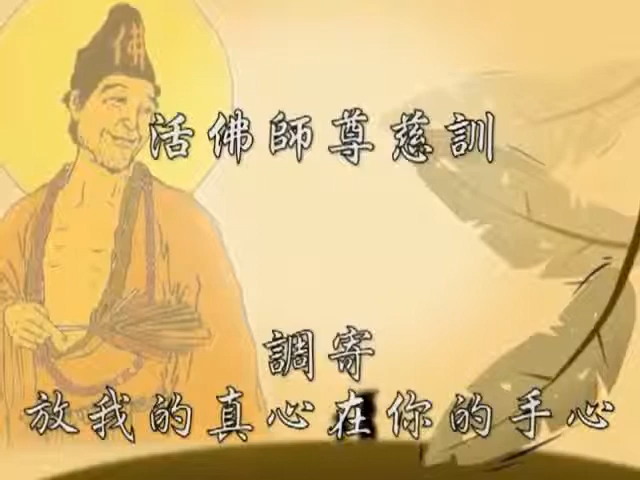 佛
活佛師尊慈訓
調寄
放我的真心在你的手心